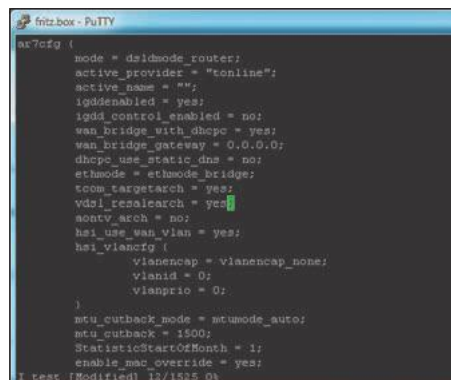 fritz.box - PuTTY
ar7cfg {
mode = dsldmode_router;
active_provider = "tonline";
active_name = "";
igddenabled = yes;
igdd_control_enabled = no;
wan_bridge_with_dhcpc = yes;
wan_bridge_gateway = 0.0.0.0;
dhcpc_use_static_dns = no;
ethmode = ethmode_bridge;
tcom_targetarch = yes;
vdsl_resalearch = yes;
aontv_arch = no;
hsi_use_wan_vlan = yes;
hsi_vlancfg {
vlanencap = vlanencap_none;
vlanid = 0;
vlanprio = 0;
}
mtu_cutback_mode = mtumode_auto;
mtu_cutback = 1500;
StatisticStartOfMonth = 1;
enable_mac_override = yes;
I test [Modified] 12/1525 0%